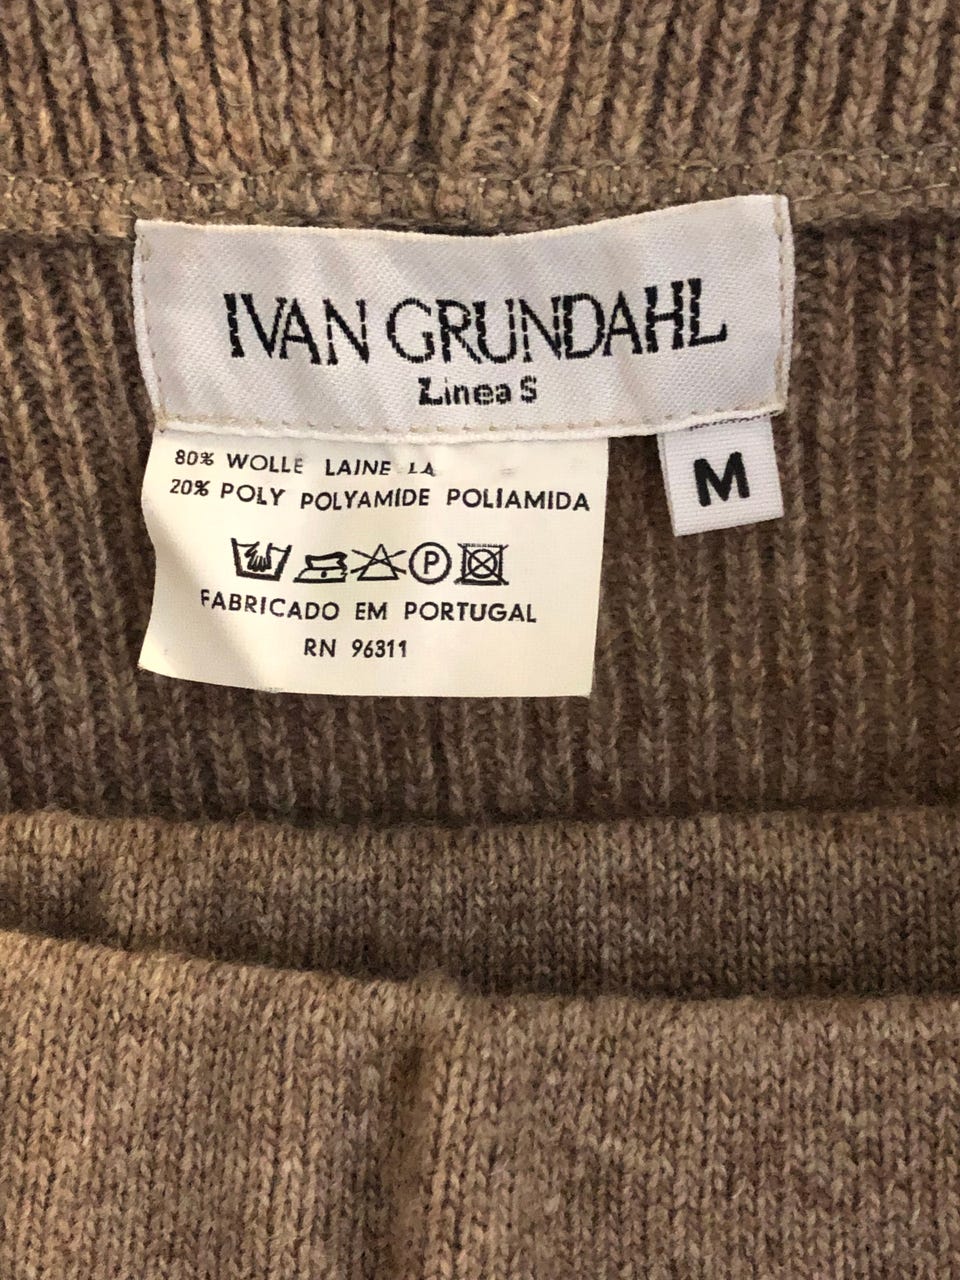 IVAN GRUNDAHL
Linea S
M
80% WOLLE LAINE LA
20% POLY POLYAMIDE POLIAMIDA
P
FABRICADO EM PORTUGAL
RN 96311